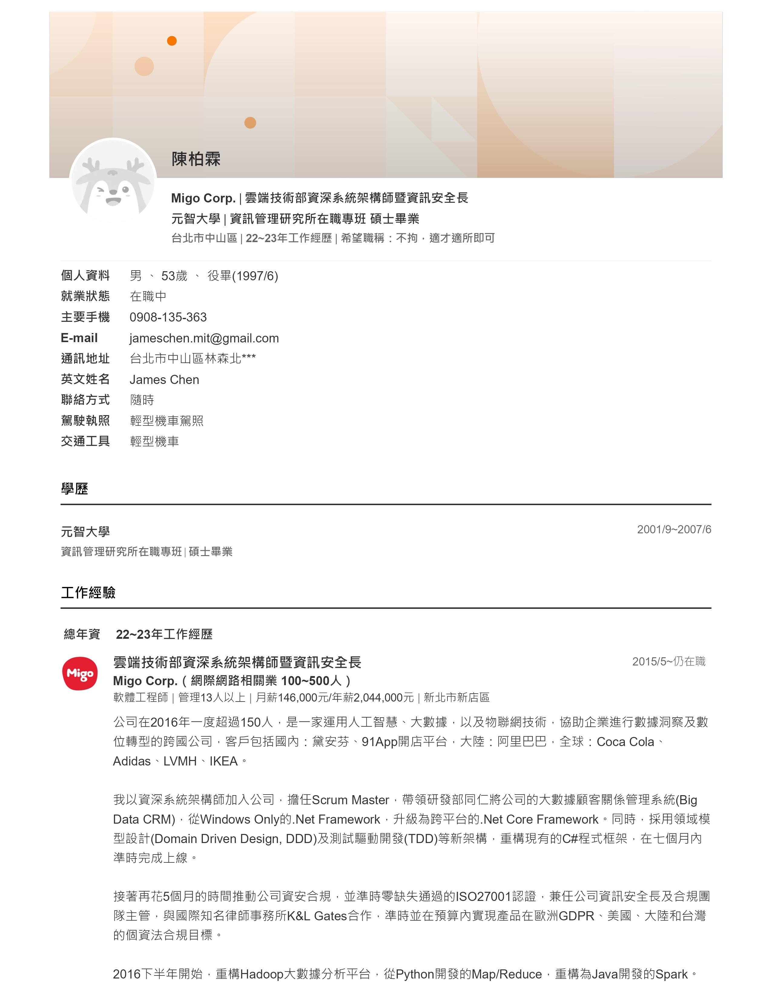 陳柏霖
Migo Corp. | 雲端技術部資深系統架構師暨資訊安全長
元智大學 | 資訊管理研究所在職專班 碩士畢業
台北市中山區 | 22~23年工作經歷 | 希望職稱：不拘，適才適所即可
個人資料 男 、 53歲 、 役畢(1997/6)
就業狀態 在職中
主要手機 0908-135-363
E-mail jameschen.mit@gmail.com
通訊地址 台北市中山區林森北***
英文姓名 James Chen
聯絡方式 隨時
駕駛執照 輕型機車駕照
交通工具 輕型機車
學歷
元智大學 2001/9~2007/6
資訊管理研究所在職專班 | 碩士畢業
工作經驗
總年資 22~23年工作經歷
Migo
雲端技術部資深系統架構師暨資訊安全長 2015/5~仍在職
Migo Corp.（網際網路相關業 100~500人）
軟體工程師 | 管理13人以上 | 月薪146,000元/年薪2,044,000元 | 新北市新店區
公司在2016年一度超過150人，是一家運用人工智慧、大數據，以及物聯網技術，協助企業進行數據洞察及數
位轉型的跨國公司，客戶包括國內：黛安芬、91App開店平台，大陸：阿里巴巴，全球：Coca Cola、
Adidas、LVMH、IKEA。
我以資深系統架構師加入公司，擔任Scrum Master，帶領研發部同仁將公司的大數據顧客關係管理系統(Big
Data CRM)，從Windows Only的.Net Framework，升級為跨平台的.Net Core Framework。同時，採用領域模
型設計(Domain Driven Design, DDD)及測試驅動開發(TDD)等新架構，重構現有的C#程式框架，在七個月內
準時完成上線。
接著再花5個月的時間推動公司資安合規，並準時零缺失通過的ISO27001認證，兼任公司資訊安全長及合規團
隊主管，與國際知名律師事務所K&L Gates合作，準時並在預算內實現產品在歐洲GDPR、美國、大陸和台灣
的個資法合規目標。
2016下半年開始，重構Hadoop大數據分析平台，從Python開發的Map/Reduce，重構為Java開發的Spark。